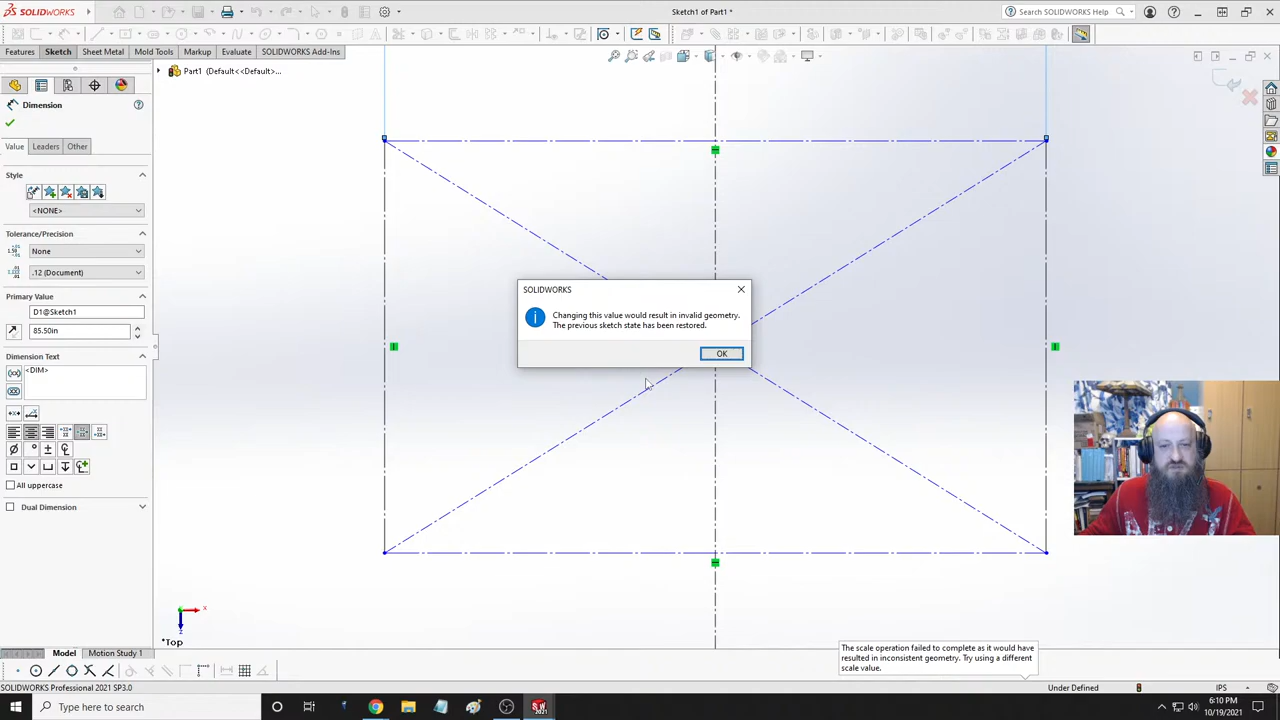 SOLIDWORKS
Sketch1 of Part1 *
Search SOLIDWORKS Help
Features
Sketch
Sheet Metal
Mold Tools
Markup
Evaluate
SOLIDWORKS Add-Ins
Part1 (Default<<Default>...
Dimension
Value
Leaders
Other
Style
<NONE>
Tolerance/Precision
None
.12 (Document)
Primary Value
D1@Sketch1
85.50in
Dimension Text
<DIM>
All uppercase
Dual Dimension
SOLIDWORKS
Changing this value would result in invalid geometry.
The previous sketch state has been restored.
OK
x
z
*Top
The scale operation failed to complete as it would have
resulted in inconsistent geometry. Try using a different
scale value.
Model
Motion Study 1
SOLIDWORKS Professional 2021 SP3.0
Under Defined
IPS
Type here to search
6:10 PM
10/19/2021